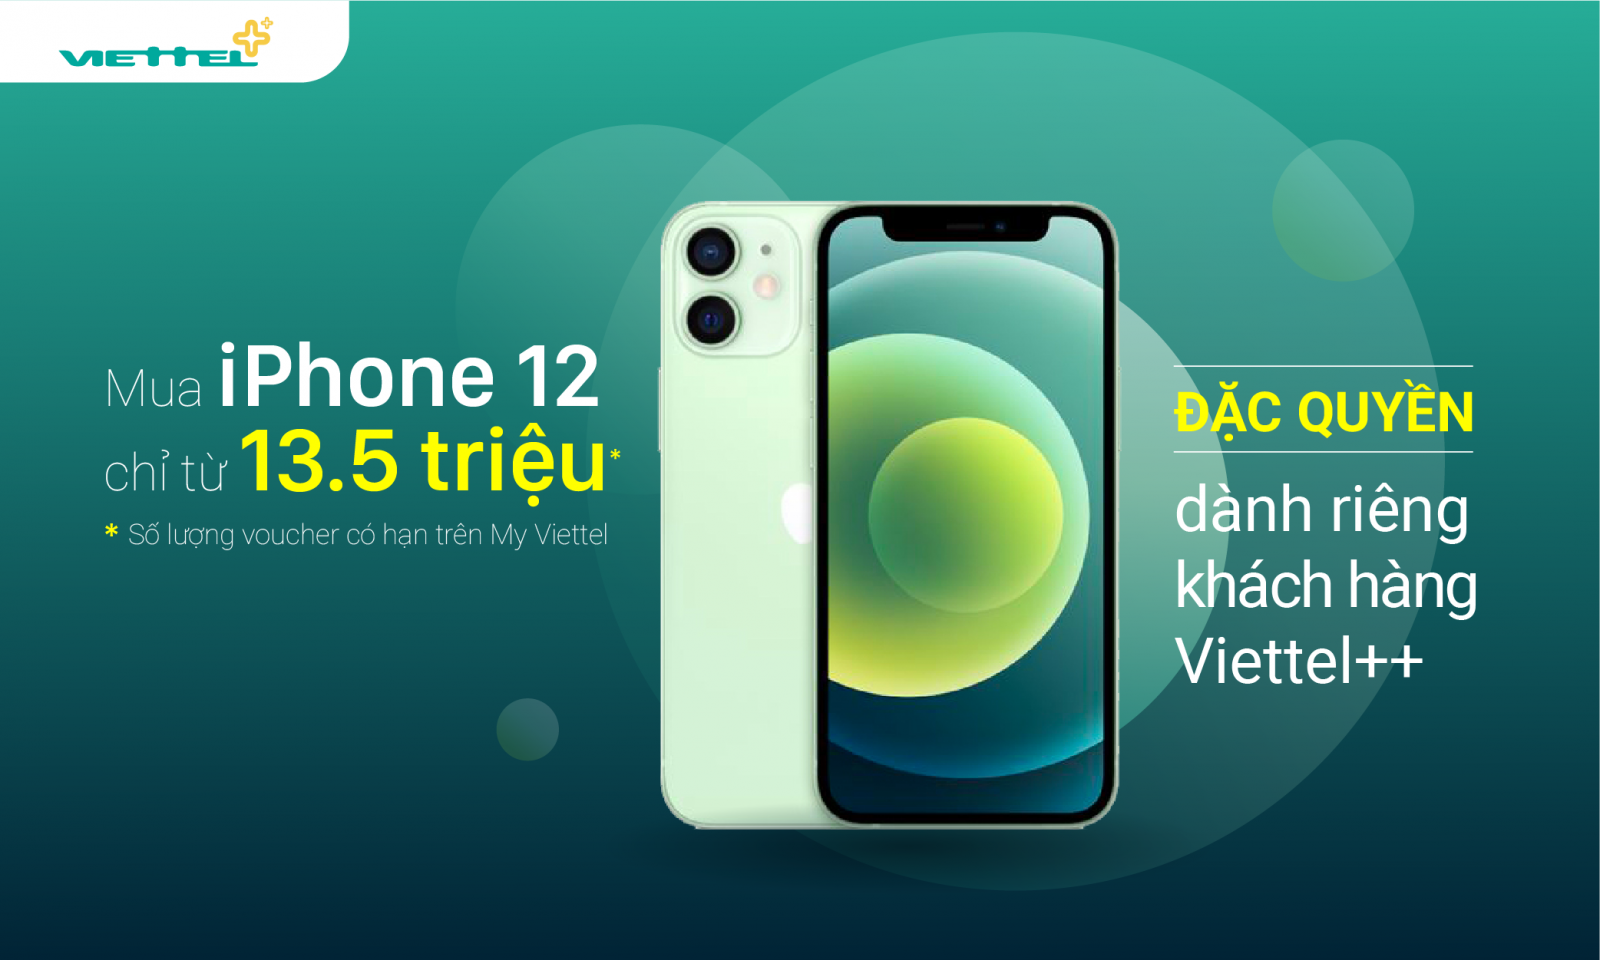 VIETTEL++
Mua iPhone 12
chỉ từ 13.5 triệu*
* Số lượng voucher có hạn trên My Viettel
ĐẶC QUYỀN
dành riêng
khách hàng
Viettel++